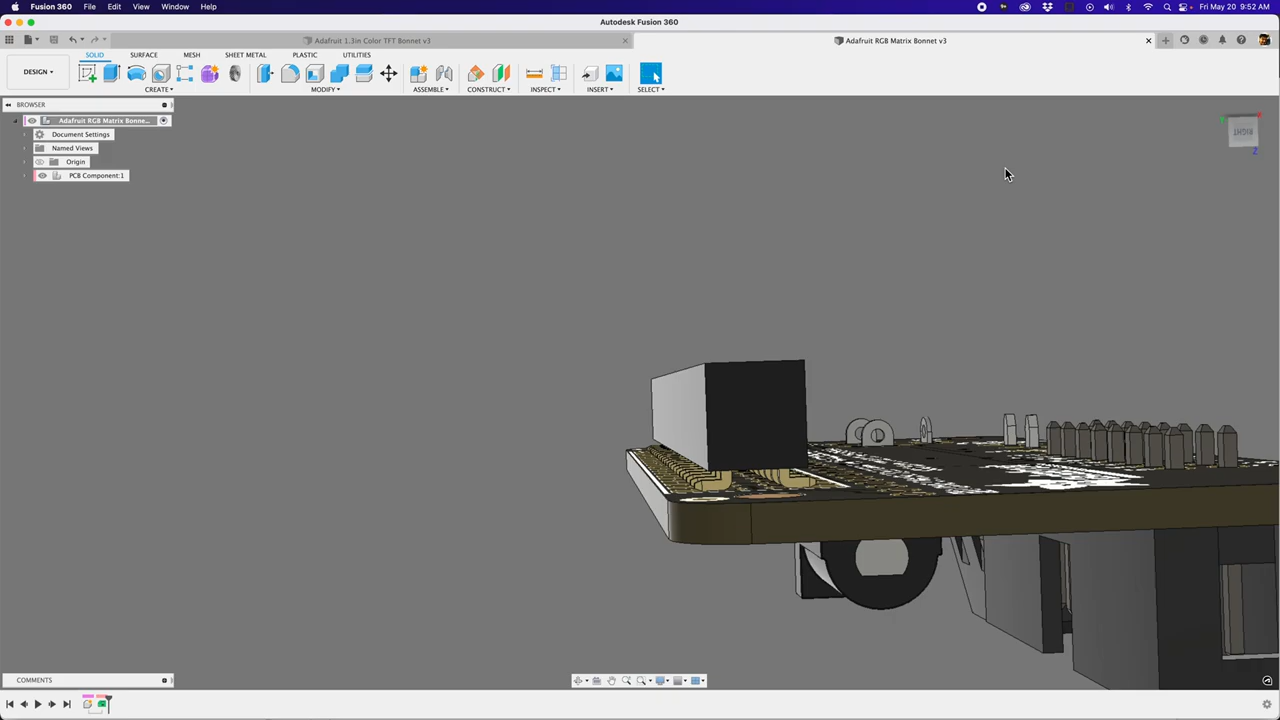 Fusion 360 File Edit View Window Help Fri May 20 9:52 AM
Autodesk Fusion 360
Adafruit 1.3in Color TFT Bonnet v3 Adafruit RGB Matrix Bonnet v3
SOLID SURFACE MESH SHEET METAL PLASTIC UTILITIES
DESIGN
CREATE MODIFY ASSEMBLE CONSTRUCT INSPECT INSERT SELECT
BROWSER
Adafruit RGB Matrix Bonne...
Document Settings
Named Views
Origin
PCB Component:1
RIGHT
X
Y
Z
COMMENTS